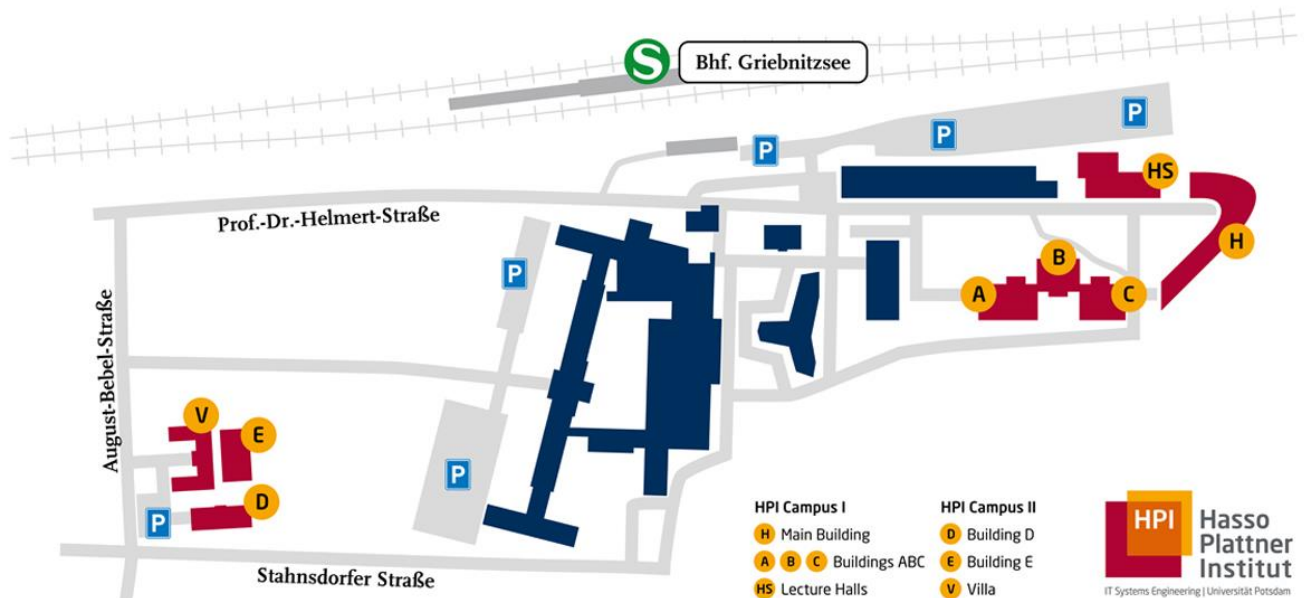 S Bhf. Griebnitzsee
P
P
P
HS
Prof.-Dr.-Helmert-Straße
H
B
P
A
C
August-Bebel-Straße
V
E
P
D
P
Stahnsdorfer Straße
HPI Campus I
H Main Building
A B C Buildings ABC
HS Lecture Halls
HPI Campus II
D Building D
E Building E
V Villa
HPI
Hasso
Plattner
Institut
IT Systems Engineering | Universität Potsdam